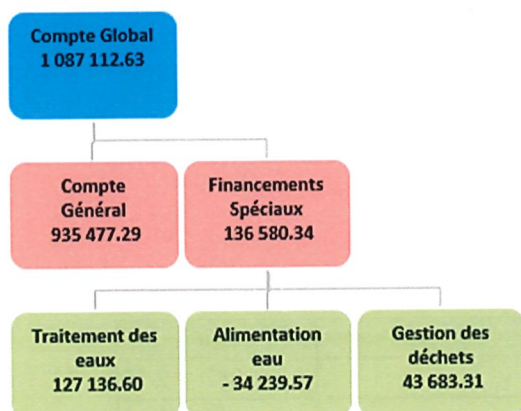 Compte Global
1 087 112.63
Compte
Général
935 477.29
Financements
Spéciaux
136 580.34
Traitement des
eaux
127 136.60
Alimentation
eau
- 34 239.57
Gestion des
déchets
43 683.31